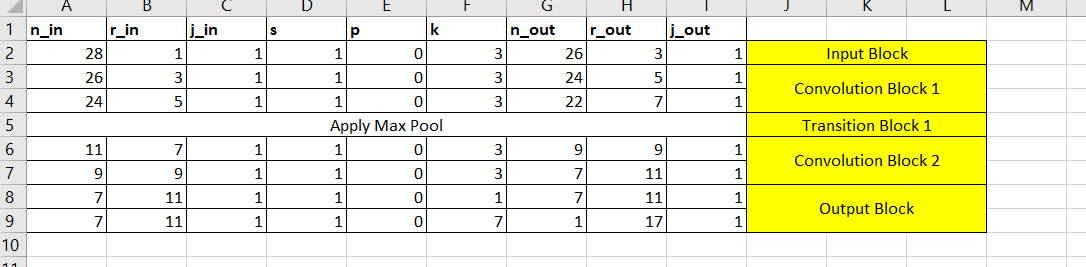 A B C D E F G H I J K L M
1 n_in r_in j_in s p k n_out r_out j_out
2 28 1 1 1 0 3 26 3 1 Input Block
3 26 3 1 1 0 3 24 5 1 Convolution Block 1
4 24 5 1 1 0 3 22 7 1
5 Apply Max Pool Transition Block 1
6 11 7 1 1 0 3 9 9 1 Convolution Block 2
7 9 9 1 1 0 3 7 11 1
8 7 11 1 1 0 1 7 11 1 Output Block
9 7 11 1 1 0 7 1 17 1
10
11